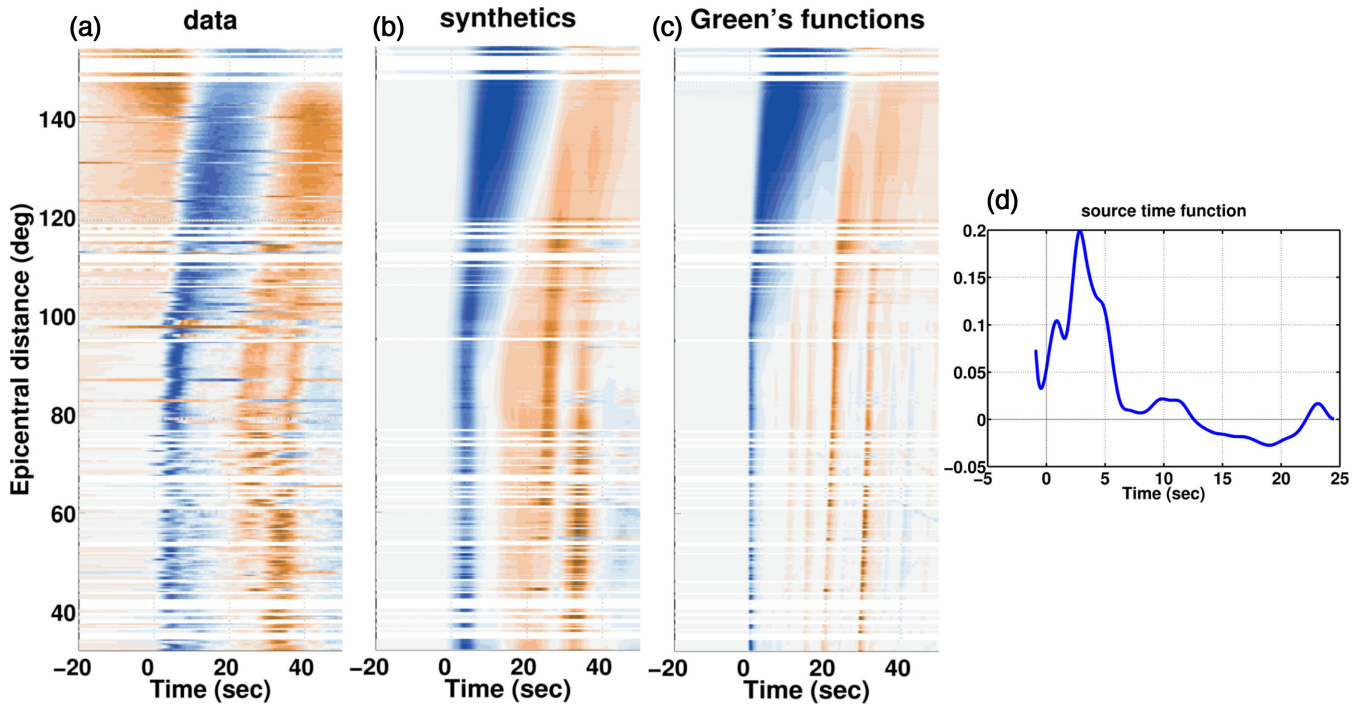 (a) data
(b) synthetics
(c) Green's functions
Epicentral distance (deg)
140
120
100
80
60
40
−20 0 20 40
Time (sec)
−20 0 20 40
Time (sec)
−20 0 20 40
Time (sec)
(d)
source time function
0.2
0.15
0.1
0.05
0
−0.05
−5 0 5 10 15 20 25
Time (sec)